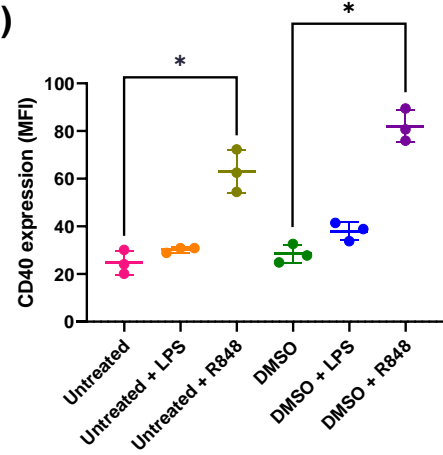 )
*
*
CD40 expression (MFI)
100
80
60
40
20
0
Untreated
Untreated + LPS
Untreated + R848
DMSO
DMSO + LPS
DMSO + R848